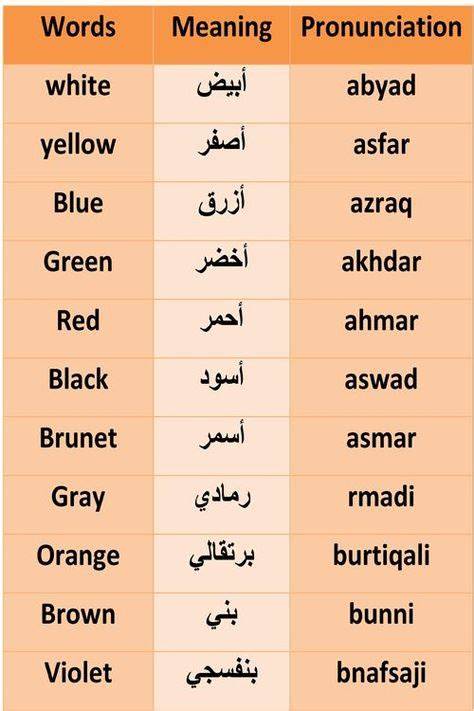 Words Meaning Pronunciation
white أبيض abyad
yellow أصفر asfar
Blue أزرق azraq
Green أخضر akhdar
Red أحمر ahmar
Black أسود aswad
Brunet أسمر asmar
Gray رمادي rmadi
Orange برتقالي burtiqali
Brown بني bunni
Violet بنفسجي bnafsaji